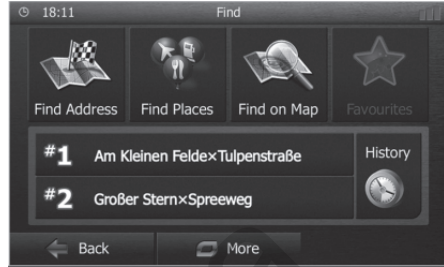 18:11 Find
Find Address Find Places Find on Map Favourites
#1 Am Kleinen Felde×Tulpenstraße History
#2 Großer Stern×Spreeweg
Back More